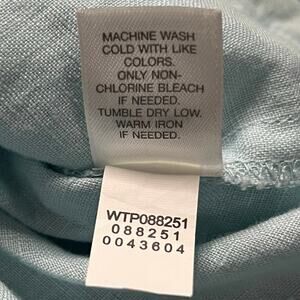 MACHINE WASH
COLD WITH LIKE
COLORS.
ONLY NON-
CHLORINE BLEACH
IF NEEDED.
TUMBLE DRY LOW.
WARM IRON
IF NEEDED.
WTP088251
088251
0043604